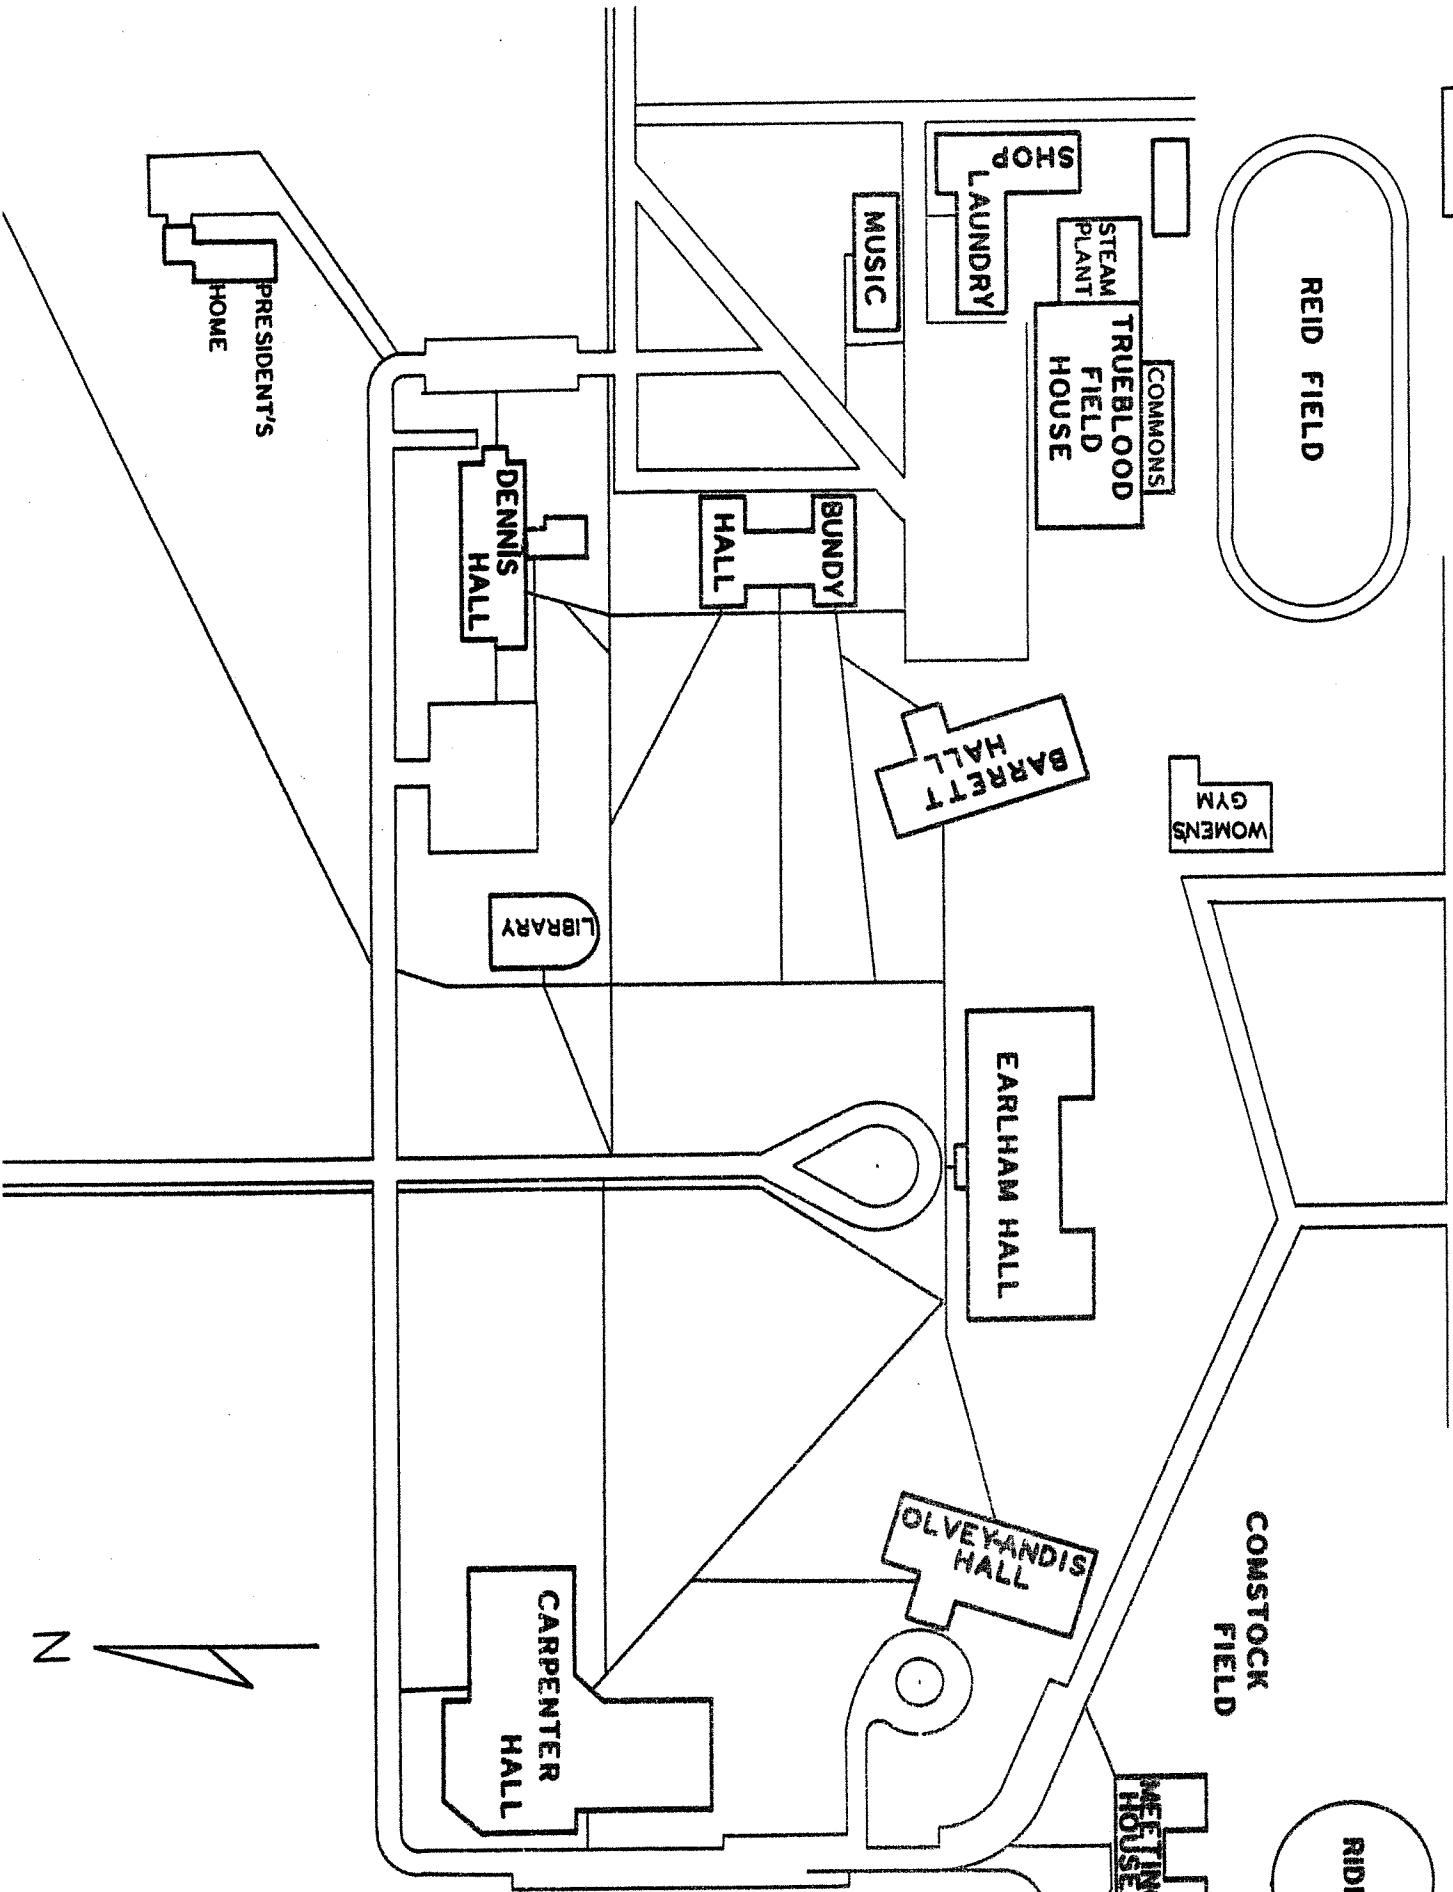 SHOP
LAUNDRY
MUSIC
STEAM
PLANT
TRUEBLOOD
FIELD
HOUSE
COMMONS
REID FIELD
PRESIDENT'S
HOME
DENNIS
HALL
BUNDY
HALL
BARRETT
HALL
WOMENS
GYM
LIBRARY
EARLHAM HALL
OLVEY-ANDIS
HALL
COMSTOCK
FIELD
CARPENTER
HALL
MEETING
HOUSE
RIDI
N